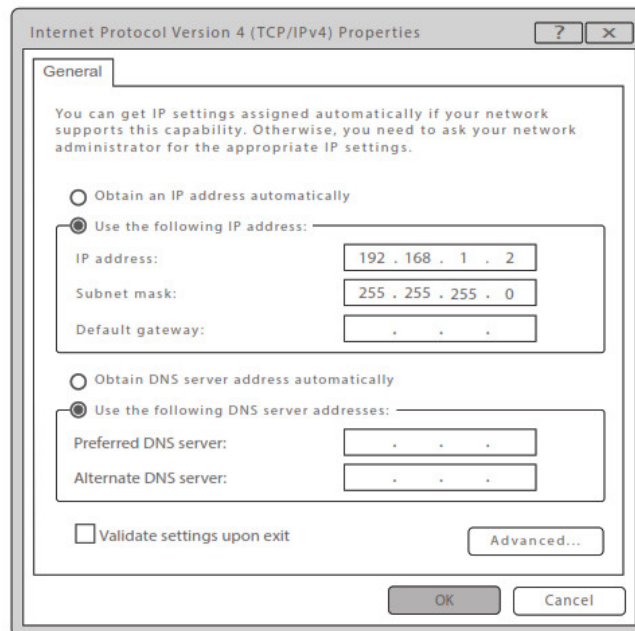 Internet Protocol Version 4 (TCP/IPv4) Properties ? X
General
You can get IP settings assigned automatically if your network
supports this capability. Otherwise, you need to ask your network
administrator for the appropriate IP settings.
Obtain an IP address automatically
Use the following IP address:
IP address: 192 . 168 . 1 . 2
Subnet mask: 255 . 255 . 255 . 0
Default gateway: . . .
Obtain DNS server address automatically
Use the following DNS server addresses:
Preferred DNS server: . . .
Alternate DNS server: . . .
Validate settings upon exit
Advanced...
OK Cancel